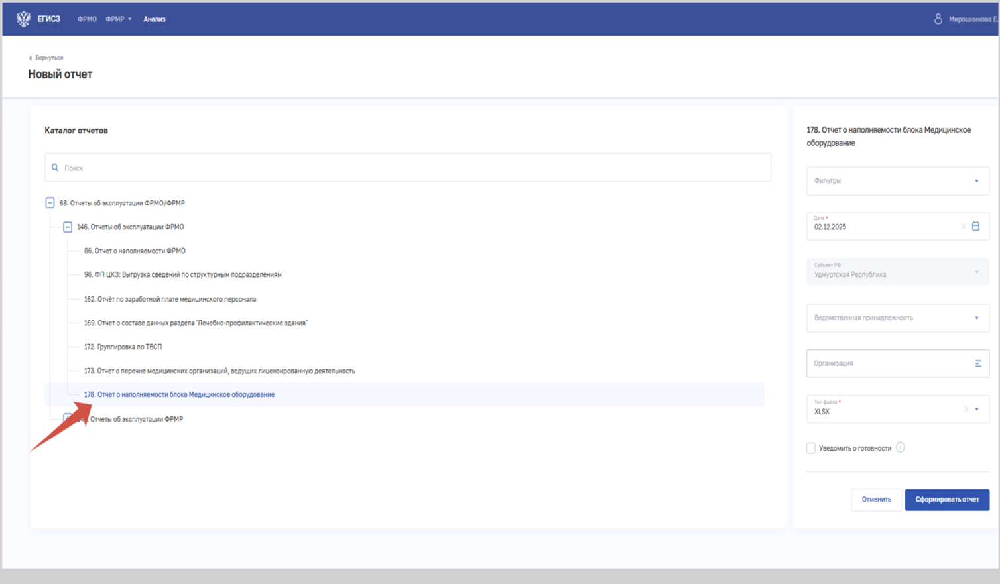 ЕГИСЗ ФРМО ФРМР Анализ Мирошникова Е.
Вернуться
Новый отчет
Каталог отчетов
Поиск
68. Отчеты об эксплуатации ФРМО/ФРМР
146. Отчеты об эксплуатации ФРМО
86. Отчет о наполняемости ФРМО
96. ФП ЦКЗ: Выгрузка сведений по структурным подразделениям
162. Отчёт по заработной плате медицинского персонала
169. Отчет о составе данных раздела "Лечебно-профилактические здания"
172. Группировка по ТВСП
173. Отчет о перечне медицинских организаций, ведущих лицензированную деятельность
178. Отчет о наполняемости блока Медицинское оборудование
Отчеты об эксплуатации ФРМР
178. Отчет о наполняемости блока Медицинское
оборудование
Фильтры
Дата *
02.12.2025
Субъект РФ
Удмуртская Республика
Ведомственная принадлежность
Организация
Тип файла *
XLSX
Уведомить о готовности
Отменить Сформировать отчет